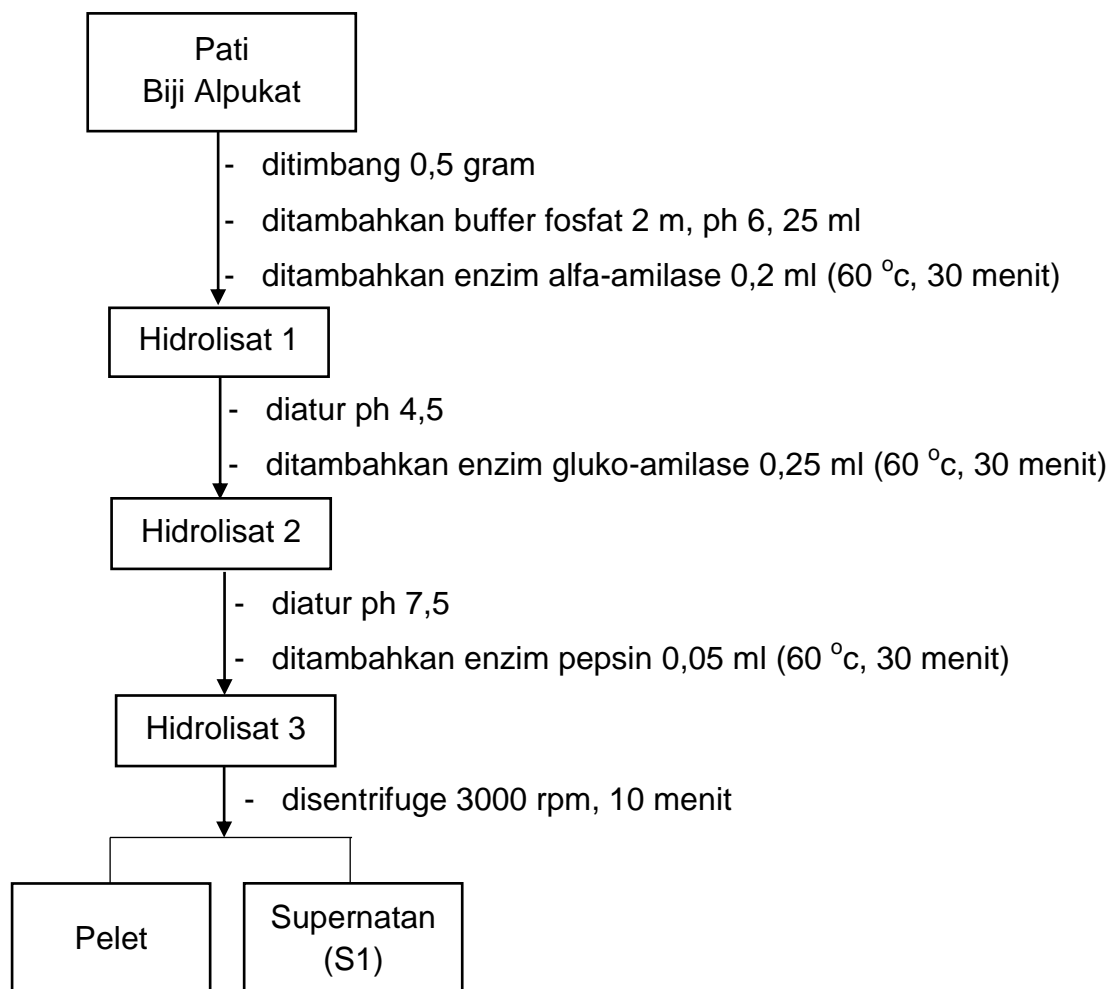 Pati
Biji Alpukat
- ditimbang 0,5 gram
- ditambahkan buffer fosfat 2 m, ph 6, 25 ml
- ditambahkan enzim alfa-amilase 0,2 ml (60 °c, 30 menit)
Hidrolisat 1
- diatur ph 4,5
- ditambahkan enzim gluko-amilase 0,25 ml (60 °c, 30 menit)
Hidrolisat 2
- diatur ph 7,5
- ditambahkan enzim pepsin 0,05 ml (60 °c, 30 menit)
Hidrolisat 3
- disentrifuge 3000 rpm, 10 menit
Pelet
Supernatan
(S1)